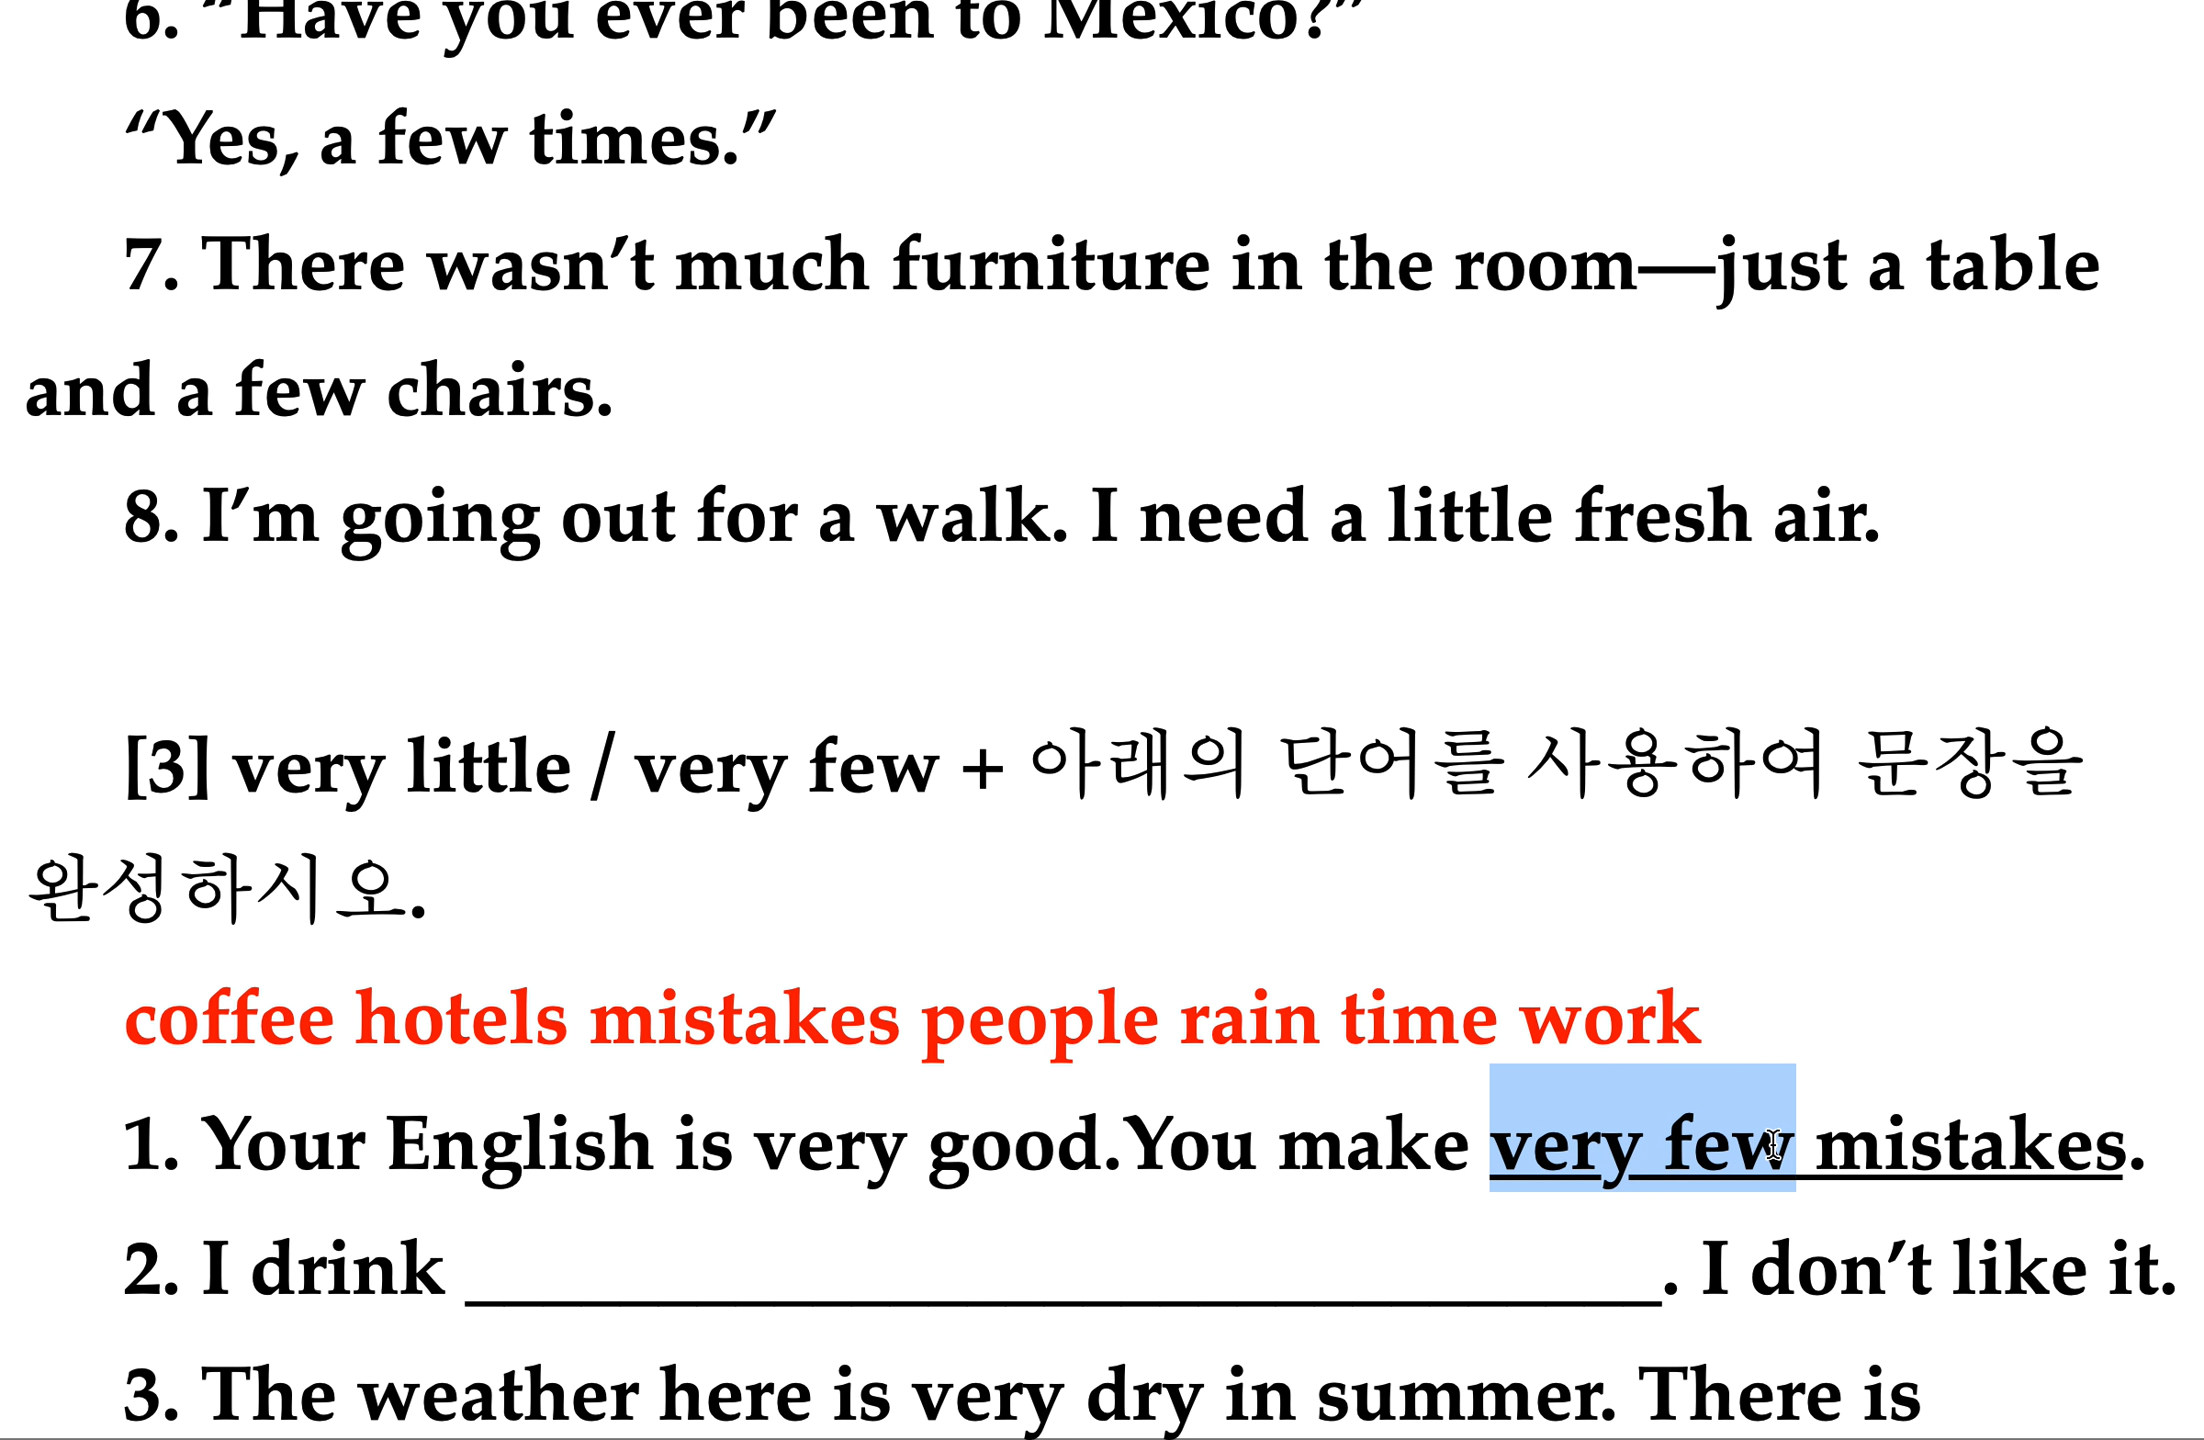 6. “Have you ever been to Mexico?”
“Yes, a few times.”
7. There wasn’t much furniture in the room—just a table
and a few chairs.
8. I’m going out for a walk. I need a little fresh air.
[3] very little / very few + 아래의 단어를 사용하여 문장을
완성하시오.
coffee hotels mistakes people rain time work
1. Your English is very good.You make very few mistakes.
2. I drink ______________________________. I don’t like it.
3. The weather here is very dry in summer. There is